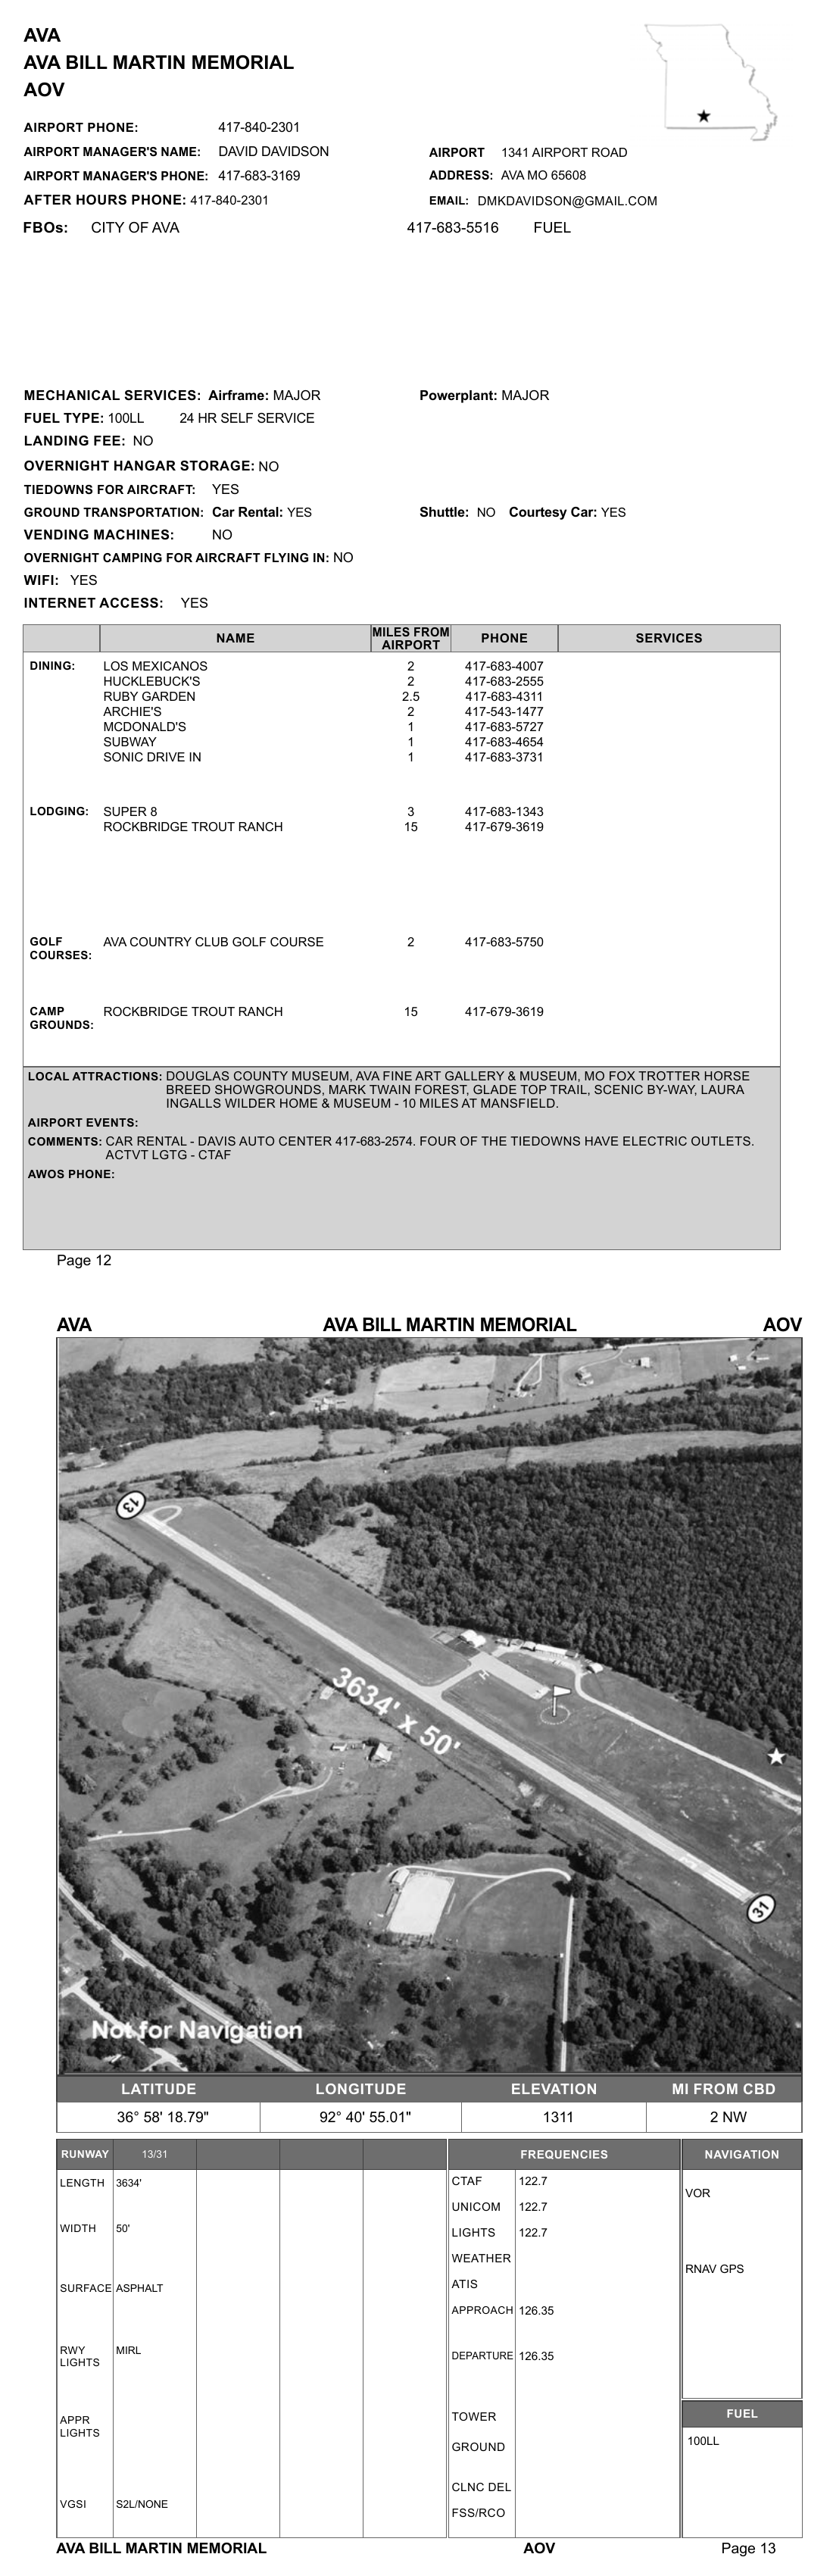 AVA
AVA BILL MARTIN MEMORIAL
AOV
AIRPORT PHONE: 417-840-2301
AIRPORT MANAGER'S NAME: DAVID DAVIDSON AIRPORT 1341 AIRPORT ROAD
AIRPORT MANAGER'S PHONE: 417-683-3169 ADDRESS: AVA MO 65608
AFTER HOURS PHONE: 417-840-2301 EMAIL: DMKDAVIDSON@GMAIL.COM
FBOs: CITY OF AVA 417-683-5516 FUEL
MECHANICAL SERVICES: Airframe: MAJOR Powerplant: MAJOR
FUEL TYPE: 100LL 24 HR SELF SERVICE
LANDING FEE: NO
OVERNIGHT HANGAR STORAGE: NO
TIEDOWNS FOR AIRCRAFT: YES
GROUND TRANSPORTATION: Car Rental: YES Shuttle: NO Courtesy Car: YES
VENDING MACHINES: NO
OVERNIGHT CAMPING FOR AIRCRAFT FLYING IN: NO
WIFI: YES
INTERNET ACCESS: YES
NAME MILES FROM AIRPORT PHONE SERVICES
DINING: LOS MEXICANOS 2 417-683-4007
HUCKLEBUCK'S 2 417-683-2555
RUBY GARDEN 2.5 417-683-4311
ARCHIE'S 2 417-543-1477
MCDONALD'S 1 417-683-5727
SUBWAY 1 417-683-4654
SONIC DRIVE IN 1 417-683-3731
LODGING: SUPER 8 3 417-683-1343
ROCKBRIDGE TROUT RANCH 15 417-679-3619
GOLF COURSES: AVA COUNTRY CLUB GOLF COURSE 2 417-683-5750
CAMP GROUNDS: ROCKBRIDGE TROUT RANCH 15 417-679-3619
LOCAL ATTRACTIONS: DOUGLAS COUNTY MUSEUM, AVA FINE ART GALLERY & MUSEUM, MO FOX TROTTER HORSE
BREED SHOWGROUNDS, MARK TWAIN FOREST, GLADE TOP TRAIL, SCENIC BY-WAY, LAURA
INGALLS WILDER HOME & MUSEUM - 10 MILES AT MANSFIELD.
AIRPORT EVENTS:
COMMENTS: CAR RENTAL - DAVIS AUTO CENTER 417-683-2574. FOUR OF THE TIEDOWNS HAVE ELECTRIC OUTLETS.
ACTVT LGTG - CTAF
AWOS PHONE:
Page 12
AVA AVA BILL MARTIN MEMORIAL AOV
13
3634' x 50'
31
Not for Navigation
LATITUDE LONGITUDE ELEVATION MI FROM CBD
36° 58' 18.79" 92° 40' 55.01" 1311 2 NW
RUNWAY 13/31 FREQUENCIES NAVIGATION
LENGTH 3634' CTAF 122.7
VOR
UNICOM 122.7
WIDTH 50' LIGHTS 122.7
WEATHER
RNAV GPS
SURFACE ASPHALT ATIS
APPROACH 126.35
RWY LIGHTS MIRL DEPARTURE 126.35
FUEL
APPR LIGHTS TOWER
100LL
GROUND
CLNC DEL
VGSI S2L/NONE FSS/RCO
AVA BILL MARTIN MEMORIAL AOV Page 13